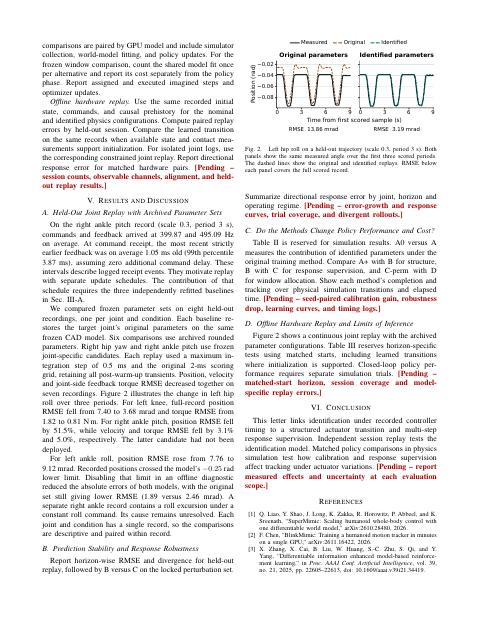 comparisons are paired by GPU model and include simulator
collection, world-model fitting, and policy updates. For the
frozen window comparison, count the shared model fit once
per alternative and report its cost separately from the policy
phase. Report assigned and executed imagined steps and
optimizer updates.
Offline hardware replay. Use the same recorded initial
state, commands, and causal prehistory for the nominal
and identified physics configurations. Compute paired replay
errors by held-out session. Compare the learned transition
on the same records when available state and contact mea-
surements support initialization. For isolated joint logs, use
the corresponding constrained joint replay. Report directional
response error for matched hardware pairs. [Pending –
session counts, observable channels, alignment, and held-
out replay results.]
V. RESULTS AND DISCUSSION
A. Held-Out Joint Replay with Archived Parameter Sets
On the right ankle pitch record (scale 0.3, period 3 s),
commands and feedback arrived at 399.87 and 495.09 Hz
on average. At command receipt, the most recent strictly
earlier feedback was on average 1.05 ms old (99th percentile
3.87 ms), assuming zero additional command delay. These
intervals describe logged receipt events. They motivate replay
with separate update schedules. The contribution of that
schedule requires the three independently refitted baselines
in Sec. III-A.
We compared frozen parameter sets on eight held-out
recordings, one per joint and condition. Each baseline re-
stores the target joint's original parameters on the same
frozen CAD model. Six comparisons use archived rounded
parameters. Right hip yaw and right ankle pitch use frozen
joint-specific candidates. Each replay used a maximum in-
tegration step of 0.5 ms and the original 2-ms scoring
grid, retaining all post-warm-up transients. Position, velocity
and joint-side feedback torque RMSE decreased together on
seven recordings. Figure 2 illustrates the change in left hip
roll over three periods. For left knee, full-record position
RMSE fell from 7.40 to 3.68 mrad and torque RMSE from
1.82 to 0.81 N m. For right ankle pitch, position RMSE fell
by 51.5%, while velocity and torque RMSE fell by 3.1%
and 5.0%, respectively. The latter candidate had not been
deployed.
For left ankle roll, position RMSE rose from 7.76 to
9.12 mrad. Recorded positions crossed the model's −0.25 rad
lower limit. Disabling that limit in an offline diagnostic
reduced the absolute errors of both models, with the original
set still giving lower RMSE (1.89 versus 2.46 mrad). A
separate right ankle record contains a roll excursion under a
constant roll command. Its cause remains unresolved. Each
joint and condition has a single record, so the comparisons
are descriptive and paired within record.
B. Prediction Stability and Response Robustness
Report horizon-wise RMSE and divergence for held-out
replay, followed by B versus C on the locked perturbation set.
Measured Original Identified
Original parameters Identified parameters
Position (rad)
−0.02
−0.04
−0.06
−0.08
0 3 6 9 0 3 6 9
Time from first scored sample (s)
RMSE 13.86 mrad RMSE 3.19 mrad
Fig. 2. Left hip roll on a held-out trajectory (scale 0.3, period 3 s). Both
panels show the same measured angle over the first three scored periods.
The dashed lines show the original and identified replays. RMSE below
each panel covers the full scored record.
Summarize directional response error by joint, horizon and
operating regime. [Pending – error-growth and response
curves, trial coverage, and divergent rollouts.]
C. Do the Methods Change Policy Performance and Cost?
Table II is reserved for simulation results. A0 versus A
measures the contribution of identified parameters under the
original training method. Compare A+ with B for structure,
B with C for response supervision, and C-perm with D
for window allocation. Show each method's completion and
tracking over physical simulation transitions and elapsed
time. [Pending – seed-paired calibration gain, robustness
drop, learning curves, and timing logs.]
D. Offline Hardware Replay and Limits of Inference
Figure 2 shows a continuous joint replay with the archived
parameter configurations. Table III reserves horizon-specific
tests using matched starts, including learned transitions
where initialization is supported. Closed-loop policy per-
formance requires separate simulation trials. [Pending –
matched-start horizon, session coverage and model-
specific replay errors.]
VI. CONCLUSION
This letter links identification under recorded controller
timing to a structured actuator transition and multi-step
response supervision. Independent session replay tests the
identification model. Matched policy comparisons in physics
simulation test how calibration and response supervision
affect tracking under actuator variations. [Pending – report
measured effects and uncertainty at each evaluation
scope.]
REFERENCES
[1] Q. Liao, Y. Shao, J. Long, K. Zakka, R. Horowitz, P. Abbeel, and K.
Sreenath, "SuperMimic: Scaling humanoid whole-body control with
one differentiable world model," arXiv:2610.28480, 2026.
[2] F. Chen, "BlinkMimic: Training a humanoid motion tracker in minutes
on a single GPU," arXiv:2611.16422, 2026.
[3] X. Zhang, X. Cai, B. Liu, W. Huang, S.-C. Zhu, S. Qi, and Y.
Yang, "Differentiable information enhanced model-based reinforce-
ment learning," in Proc. AAAI Conf. Artificial Intelligence, vol. 39,
no. 21, 2025, pp. 22605–22613, doi: 10.1609/aaai.v39i21.34419.